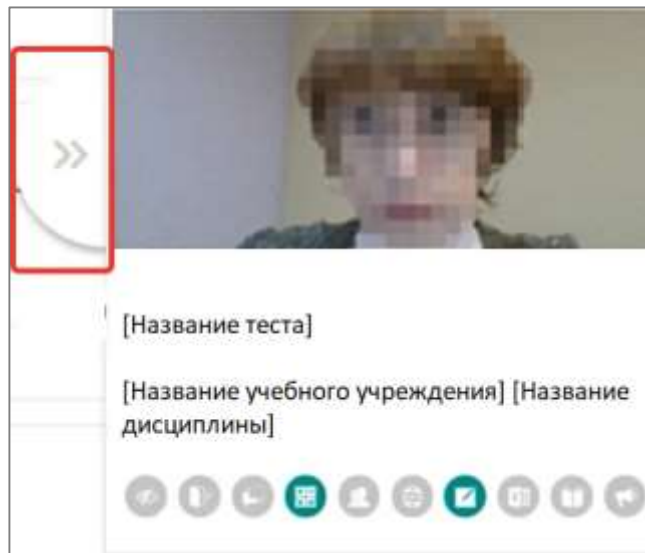 [Название теста]
[Название учебного учреждения] [Название
дисциплины]